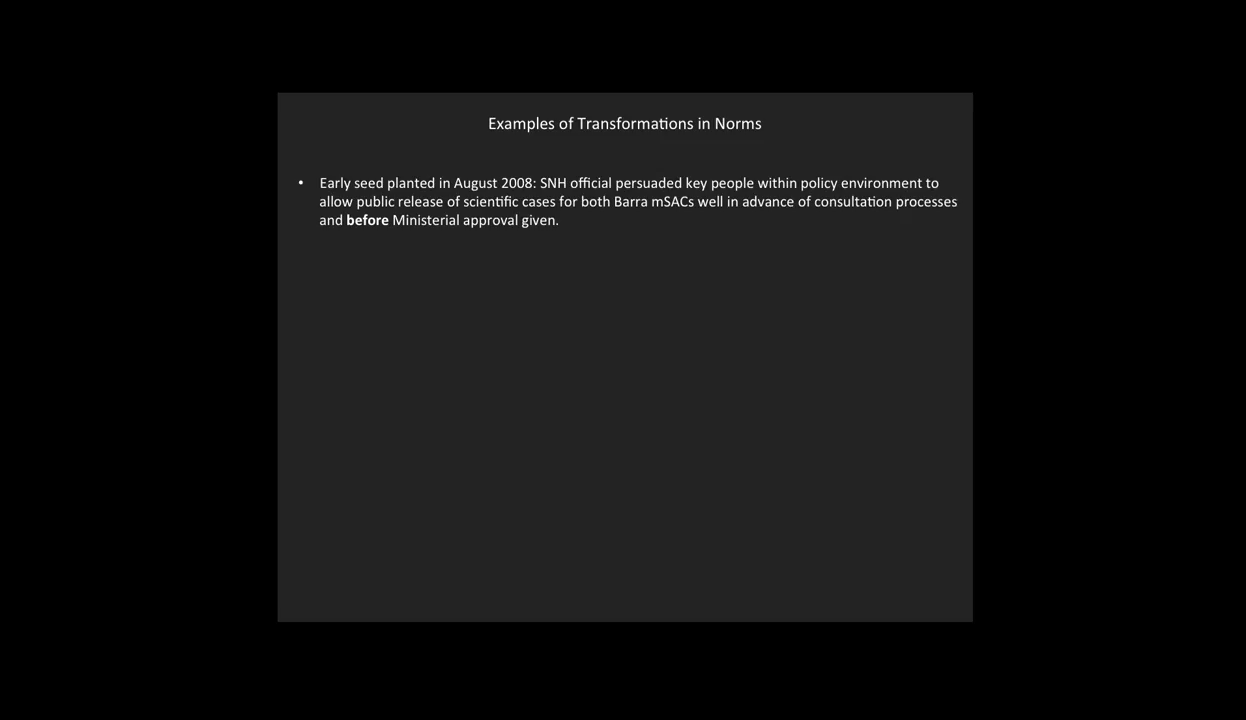 Examples of Transformations in Norms
• Early seed planted in August 2008: SNH official persuaded key people within policy environment to
allow public release of scientific cases for both Barra mSACs well in advance of consultation processes
and before Ministerial approval given.